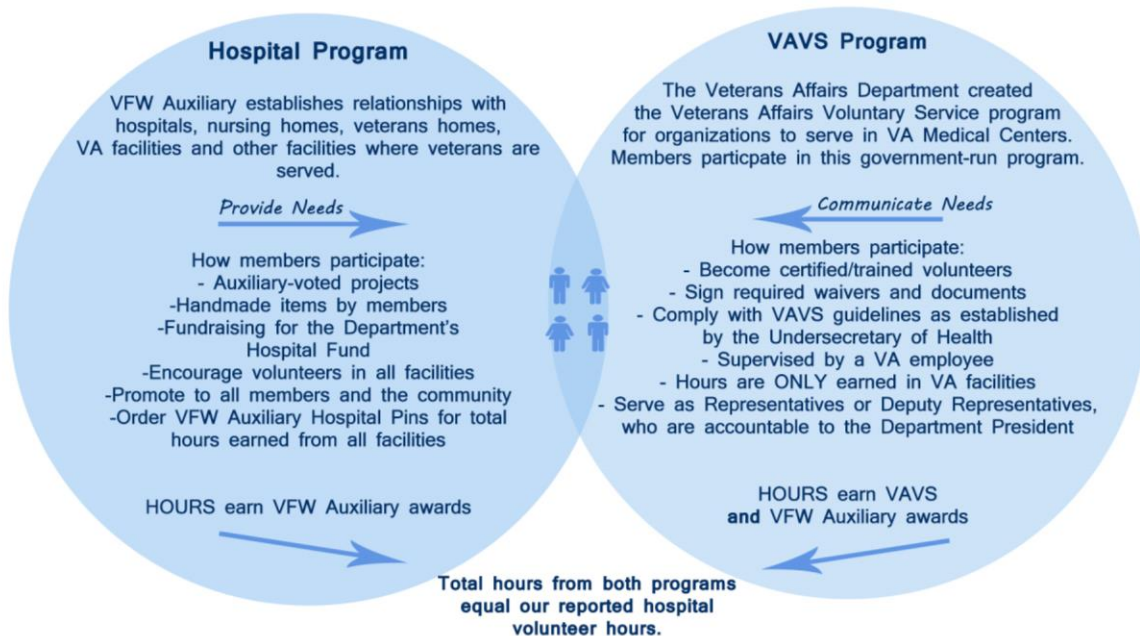 Hospital Program
VFW Auxiliary establishes relationships with
hospitals, nursing homes, veterans homes,
VA facilities and other facilities where veterans are
served.
Provide Needs
How members participate:
- Auxiliary-voted projects
-Handmade items by members
-Fundraising for the Department's
Hospital Fund
-Encourage volunteers in all facilities
-Promote to all members and the community
-Order VFW Auxiliary Hospital Pins for total
hours earned from all facilities
HOURS earn VFW Auxiliary awards
VAVS Program
The Veterans Affairs Department created
the Veterans Affairs Voluntary Service program
for organizations to serve in VA Medical Centers.
Members particpate in this government-run program.
Communicate Needs
How members participate:
- Become certified/trained volunteers
- Sign required waivers and documents
- Comply with VAVS guidelines as established
by the Undersecretary of Health
- Supervised by a VA employee
- Hours are ONLY earned in VA facilities
- Serve as Representatives or Deputy Representatives,
who are accountable to the Department President
HOURS earn VAVS
and VFW Auxiliary awards
Total hours from both programs
equal our reported hospital
volunteer hours.